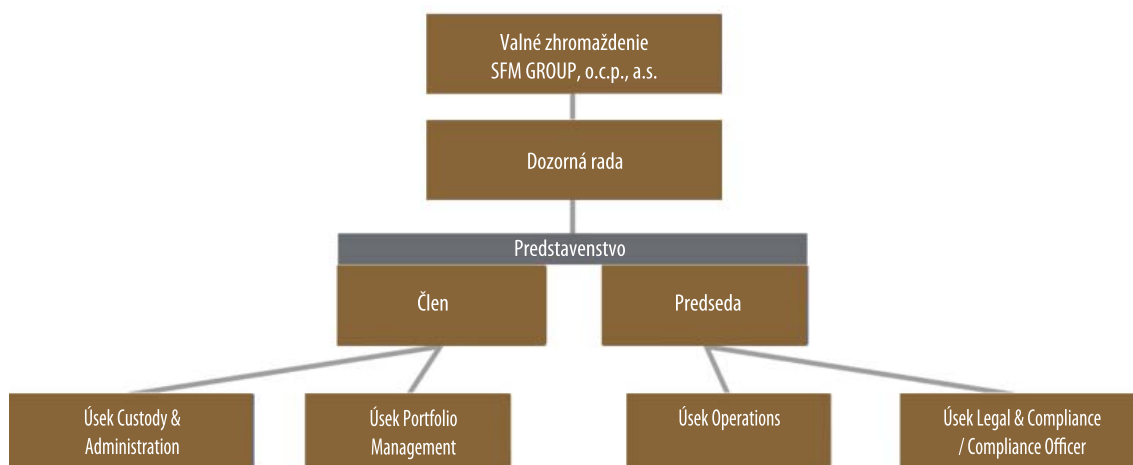 Valné zhromaždenie
SFM GROUP, o.c.p., a.s.
Dozorná rada
Predstavenstvo
Člen
Predseda
Úsek Custody &
Administration
Úsek Portfolio
Management
Úsek Operations
Úsek Legal & Compliance
/ Compliance Officer